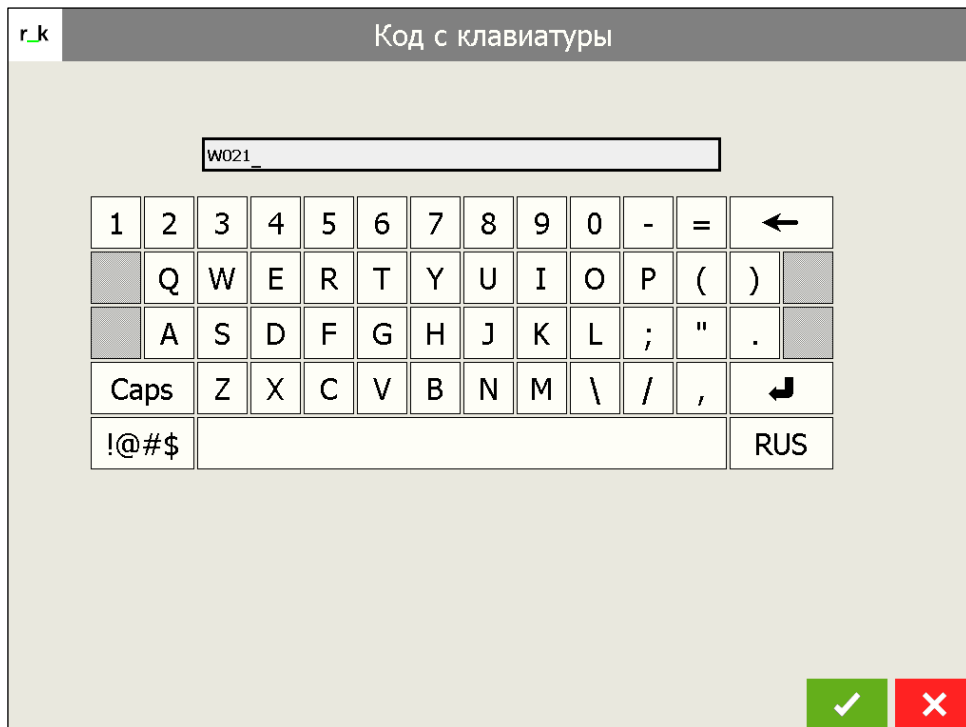 r_k
Код с клавиатуры
W021_
1 2 3 4 5 6 7 8 9 0 - =
Q W E R T Y U I O P ( )
A S D F G H J K L ; " .
Caps Z X C V B N M \ / ,
!@#$ RUS